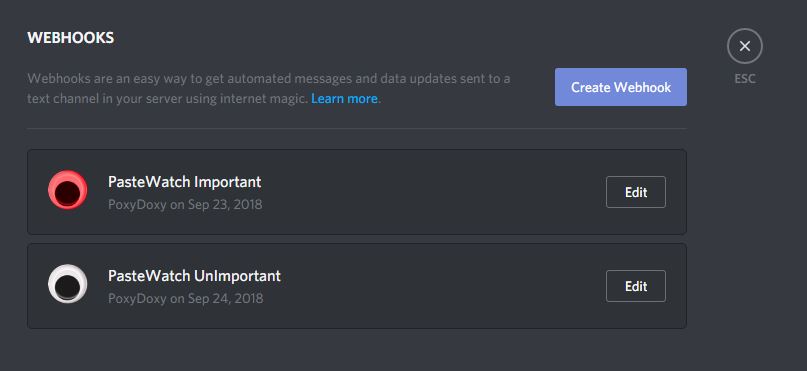 WEBHOOKS
Webhooks are an easy way to get automated messages and data updates sent to a
text channel in your server using internet magic. Learn more.
Create Webhook
ESC
PasteWatch Important
PoxyDoxy on Sep 23, 2018
Edit
PasteWatch UnImportant
PoxyDoxy on Sep 24, 2018
Edit